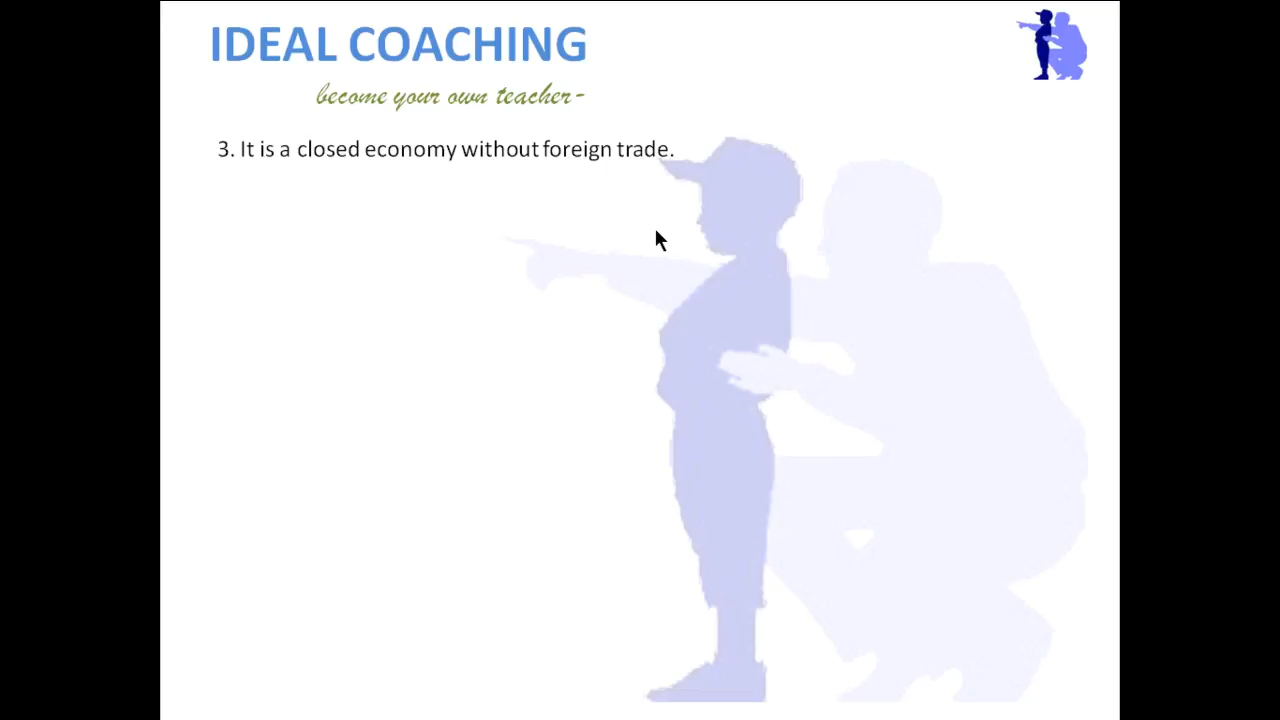 IDEAL COACHING
become your own teacher-
3. It is a closed economy without foreign trade.